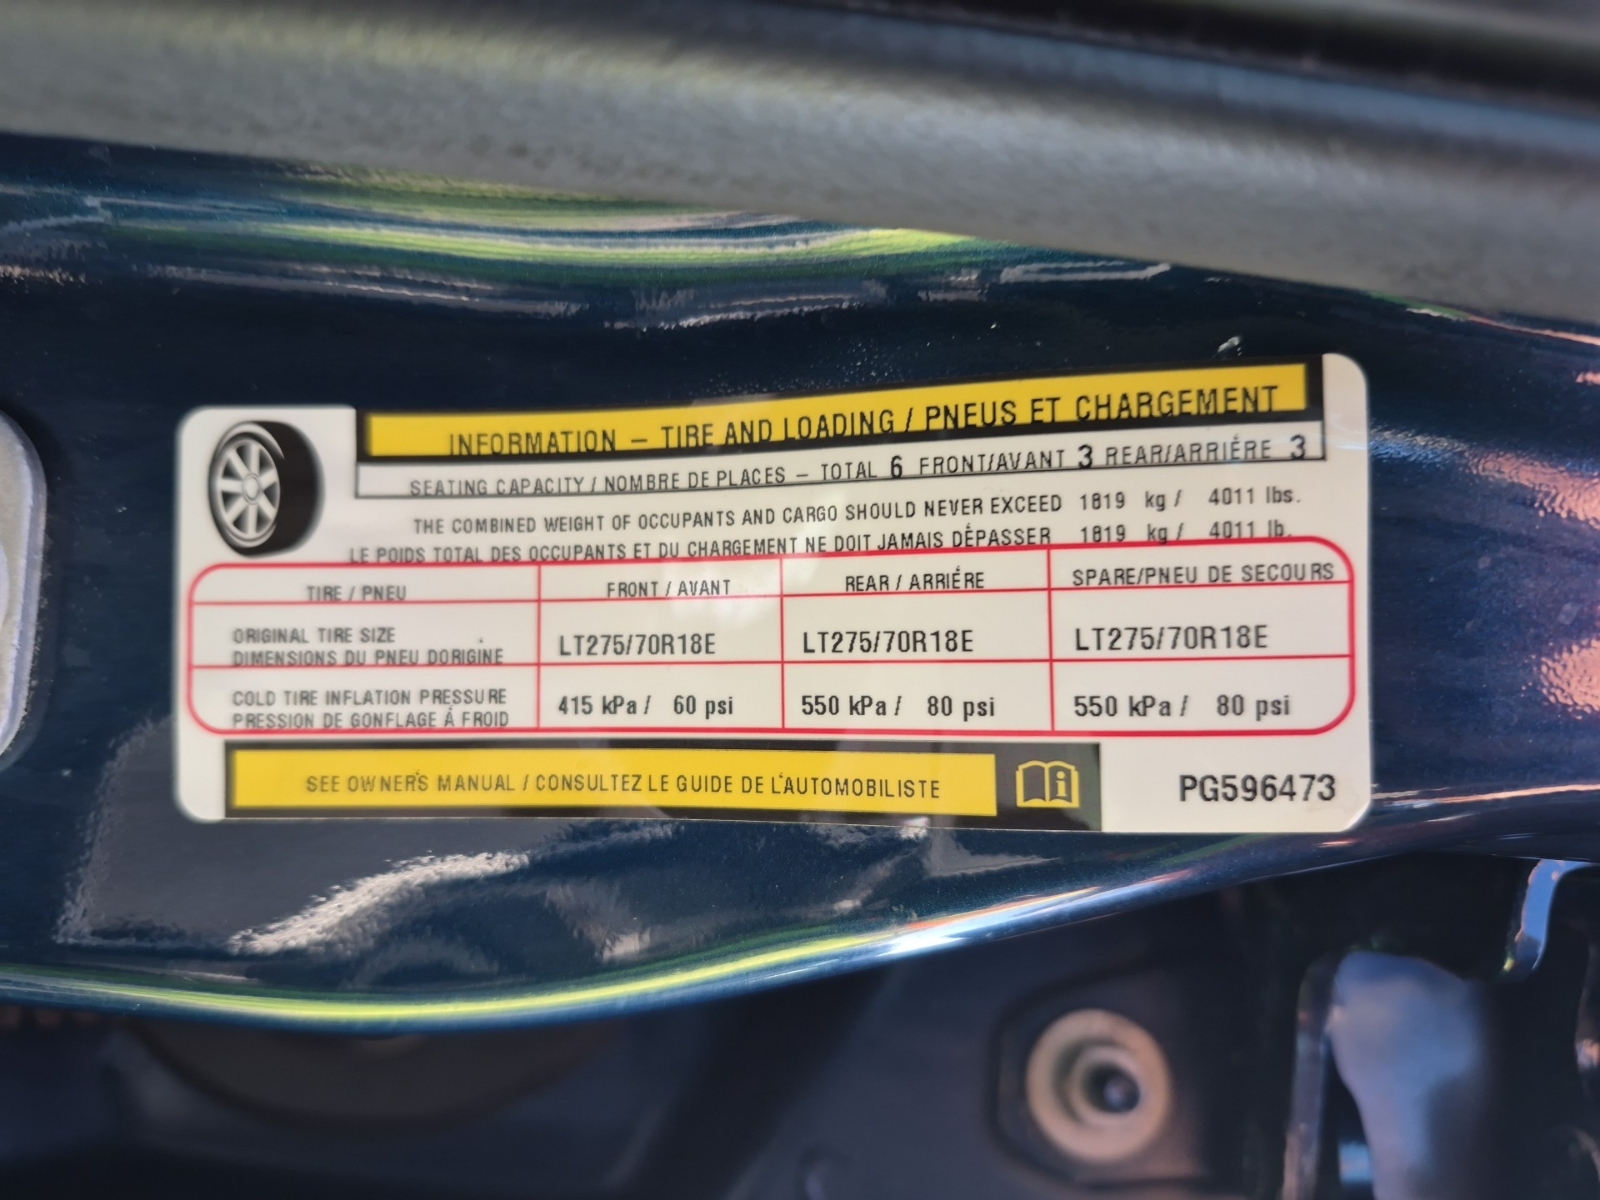 INFORMATION – TIRE AND LOADING / PNEUS ET CHARGEMENT
SEATING CAPACITY / NOMBRE DE PLACES – TOTAL 6 FRONT/AVANT 3 REAR/ARRIÉRE 3
THE COMBINED WEIGHT OF OCCUPANTS AND CARGO SHOULD NEVER EXCEED 1819 kg / 4011 lbs.
LE POIDS TOTAL DES OCCUPANTS ET DU CHARGEMENT NE DOIT JAMAIS DÉPASSER 1819 kg / 4011 lb.
TIRE / PNEU FRONT / AVANT REAR / ARRIÉRE SPARE/PNEU DE SECOURS
ORIGINAL TIRE SIZE
DIMENSIONS DU PNEU DORIGINE LT275/70R18E LT275/70R18E LT275/70R18E
COLD TIRE INFLATION PRESSURE
PRESSION DE GONFLAGE Á FROID 415 kPa / 60 psi 550 kPa / 80 psi 550 kPa / 80 psi
SEE OWNER'S MANUAL / CONSULTEZ LE GUIDE DE L'AUTOMOBILISTE
PG596473